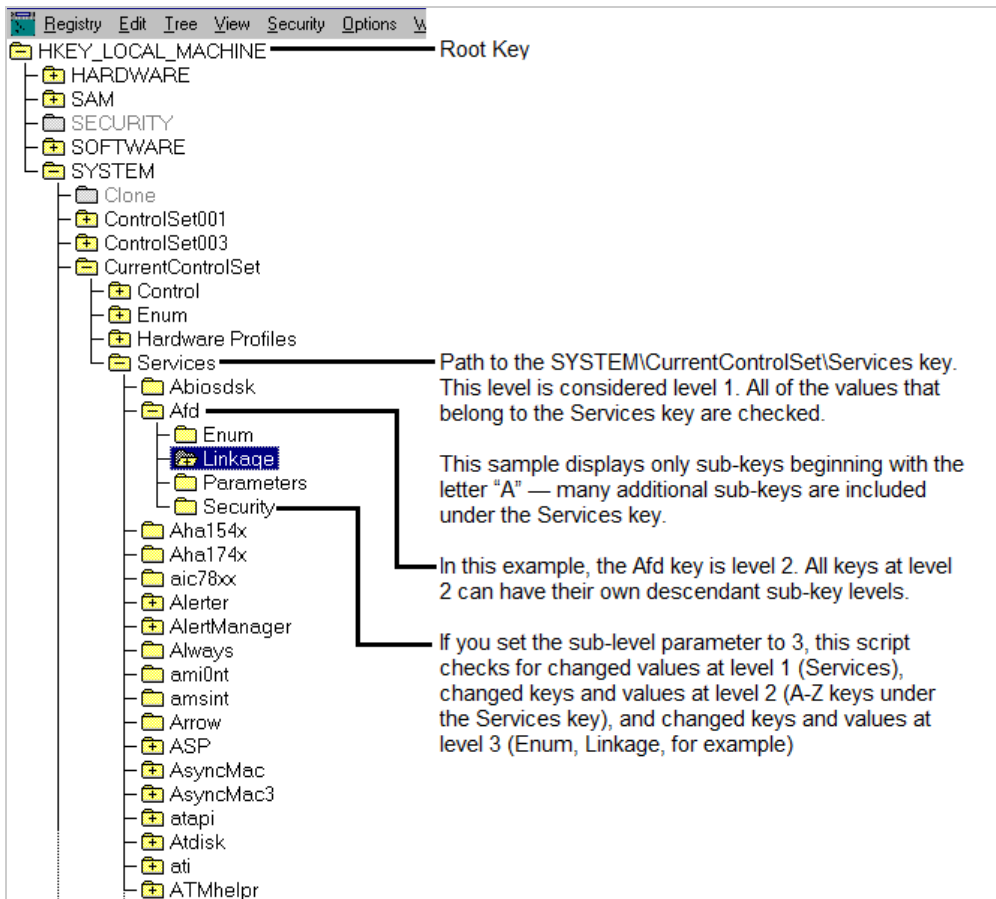 Registry Edit Tree View Security Options W
HKEY_LOCAL_MACHINE
Root Key
HARDWARE
SAM
SECURITY
SOFTWARE
SYSTEM
Clone
ControlSet001
ControlSet003
CurrentControlSet
Control
Enum
Hardware Profiles
Services
Path to the SYSTEM\CurrentControlSet\Services key.
This level is considered level 1. All of the values that
belong to the Services key are checked.
This sample displays only sub-keys beginning with the
letter “A” — many additional sub-keys are included
under the Services key.
Abiosdsk
Afd
Enum
Linkage
Parameters
Security
In this example, the Afd key is level 2. All keys at level
2 can have their own descendant sub-key levels.
If you set the sub-level parameter to 3, this script
checks for changed values at level 1 (Services),
changed keys and values at level 2 (A-Z keys under
the Services key), and changed keys and values at
level 3 (Enum, Linkage, for example)
Aha154x
Aha174x
aic78xx
Alerter
AlertManager
Always
ami0nt
amsint
Arrow
ASP
AsyncMac
AsyncMac3
atapi
Atdisk
ati
ATMhelpr